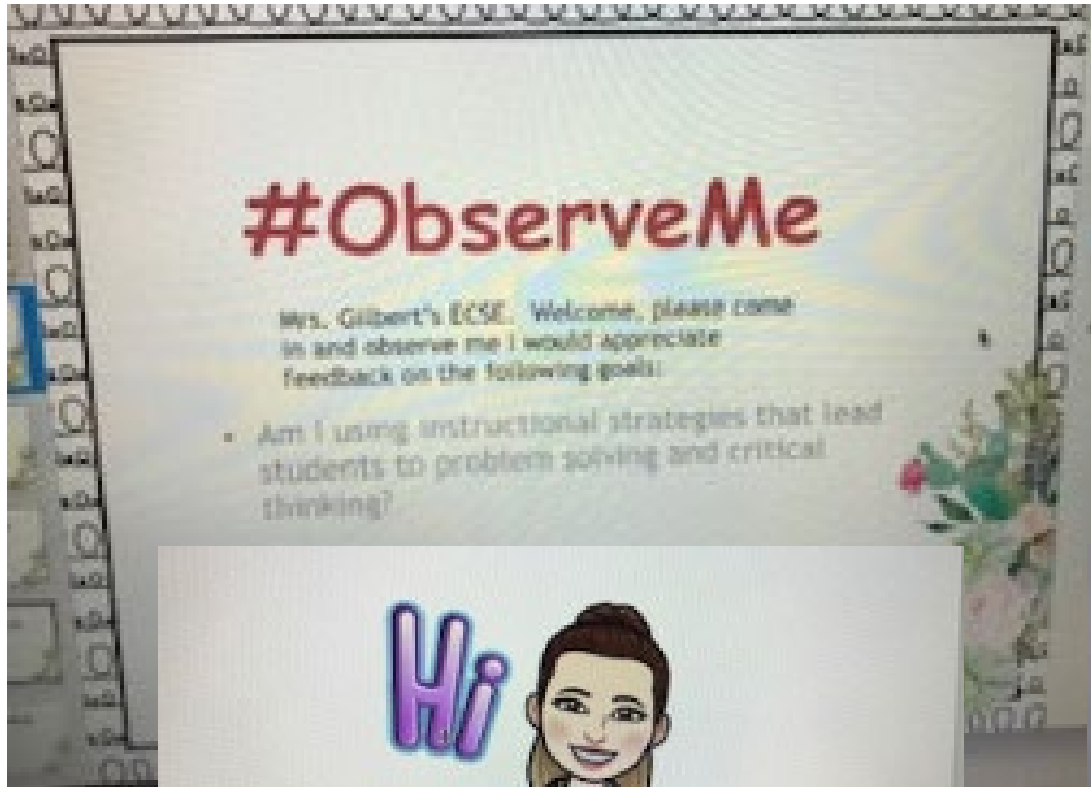 #ObserveMe
Mrs. Gilbert's ECSE. Welcome, please come
in and observe me I would appreciate
feedback on the following goals:
• Am I using instructional strategies that lead
students to problem solving and critical
thinking?
Hi